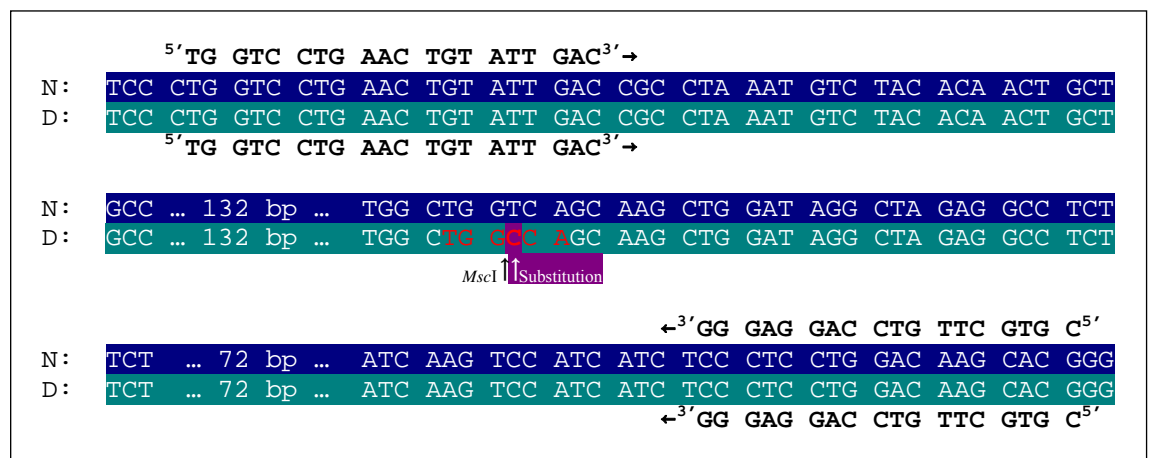 5′TG GTC CTG AAC TGT ATT GAC3′→
N: TCC CTG GTC CTG AAC TGT ATT GAC CGC CTA AAT GTC TAC ACA ACT GCT
D: TCC CTG GTC CTG AAC TGT ATT GAC CGC CTA AAT GTC TAC ACA ACT GCT
5′TG GTC CTG AAC TGT ATT GAC3′→
N: GCC … 132 bp … TGG CTG GTC AGC AAG CTG GAT AGG CTA GAG GCC TCT
D: GCC … 132 bp … TGG CTG GCC AGC AAG CTG GAT AGG CTA GAG GCC TCT
MscI ↑↑Substitution
←3′GG GAG GAC CTG TTC GTG C5′
N: TCT … 72 bp … ATC AAG TCC ATC ATC TCC CTC CTG GAC AAG CAC GGG
D: TCT … 72 bp … ATC AAG TCC ATC ATC TCC CTC CTG GAC AAG CAC GGG
←3′GG GAG GAC CTG TTC GTG C5′